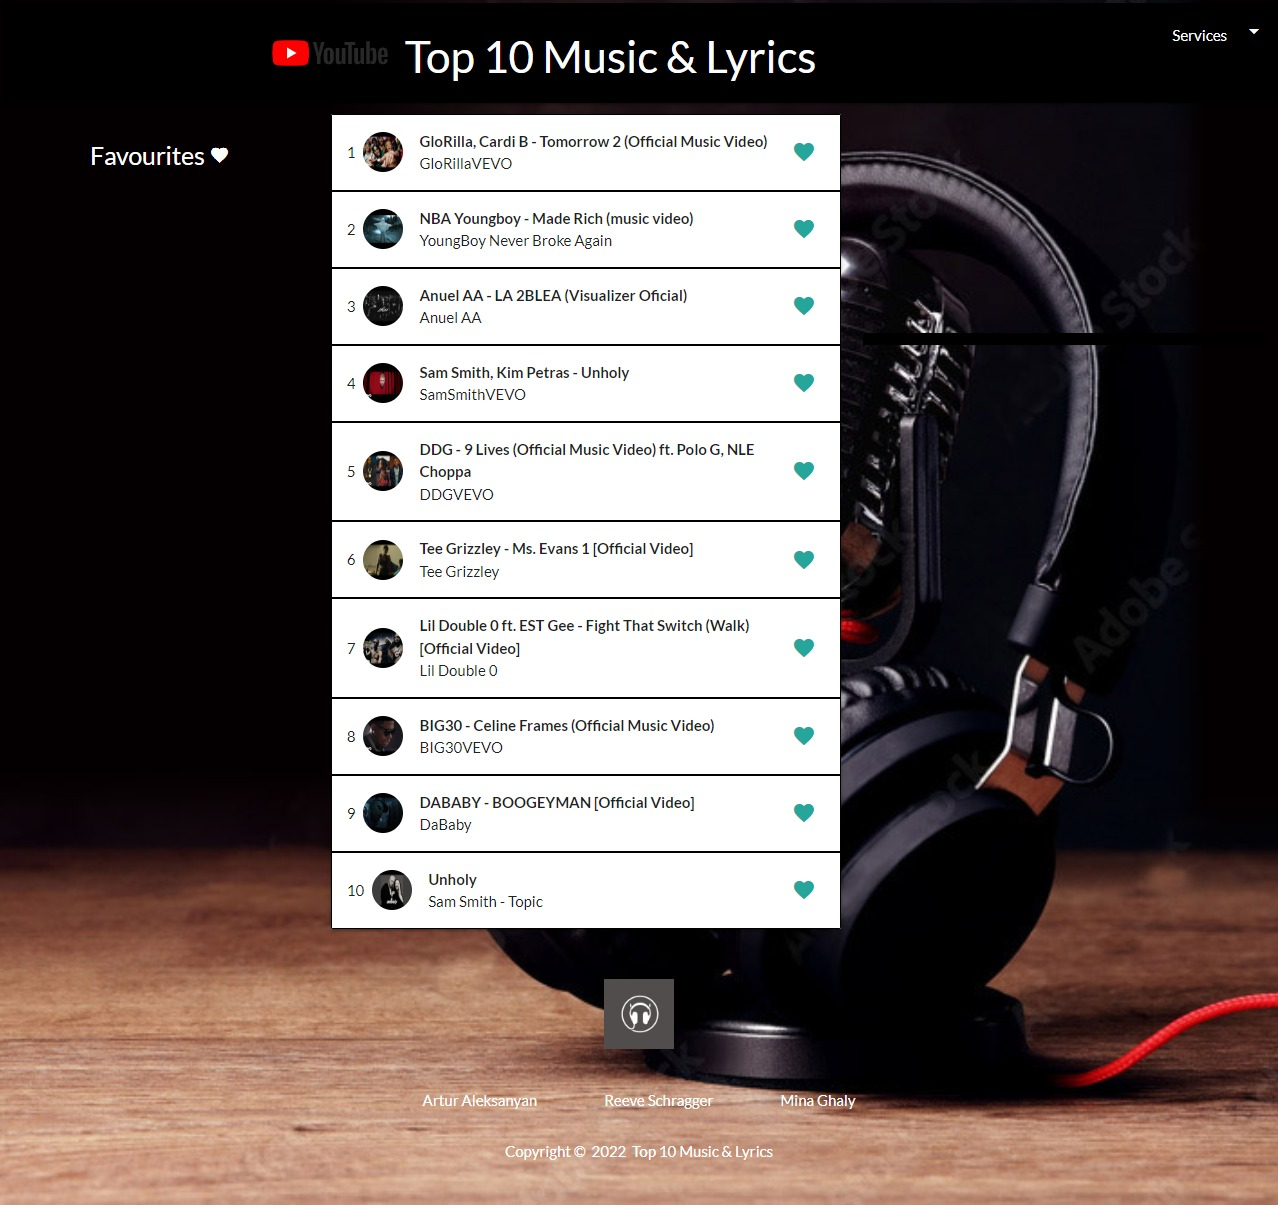 Services
YouTube Top 10 Music & Lyrics
Favourites
1 GloRilla, Cardi B - Tomorrow 2 (Official Music Video)
GloRillaVEVO
2 NBA Youngboy - Made Rich (music video)
YoungBoy Never Broke Again
3 Anuel AA - LA 2BLEA (Visualizer Oficial)
Anuel AA
4 Sam Smith, Kim Petras - Unholy
SamSmithVEVO
5 DDG - 9 Lives (Official Music Video) ft. Polo G, NLE
Choppa
DDGVEVO
6 Tee Grizzley - Ms. Evans 1 [Official Video]
Tee Grizzley
7 Lil Double 0 ft. EST Gee - Fight That Switch (Walk)
[Official Video]
Lil Double 0
8 BIG30 - Celine Frames (Official Music Video)
BIG30VEVO
9 DABABY - BOOGEYMAN [Official Video]
DaBaby
10 Unholy
Sam Smith - Topic
Adobe Stock
Artur Aleksanyan Reeve Schragger Mina Ghaly
Copyright © 2022 Top 10 Music & Lyrics